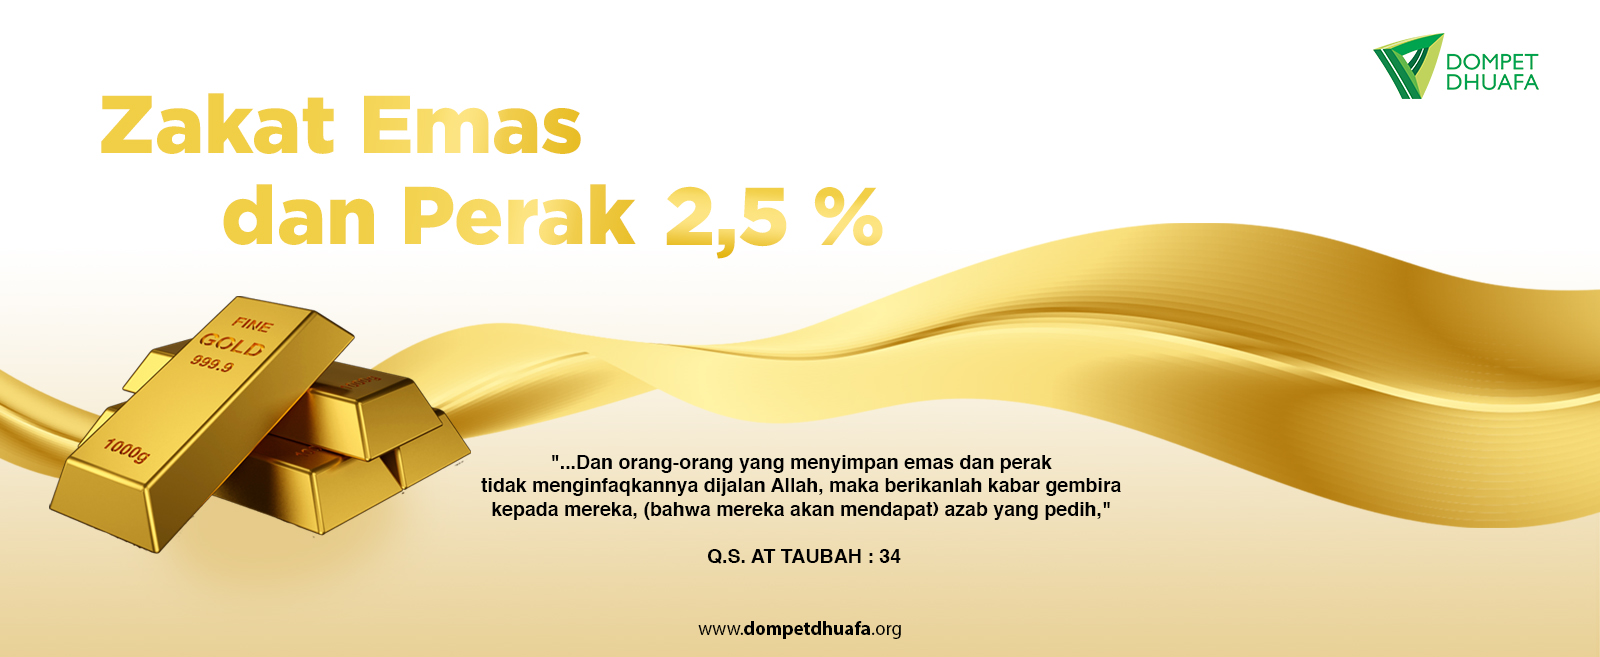 DOMPET
DHUAFA
Zakat Emas
dan Perak 2,5 %
FINE
GOLD
999.9
1000g
1000g
"...Dan orang-orang yang menyimpan emas dan perak
tidak menginfaqkannya dijalan Allah, maka berikanlah kabar gembira
kepada mereka, (bahwa mereka akan mendapat) azab yang pedih,"
Q.S. AT TAUBAH : 34
www.dompetdhuafa.org